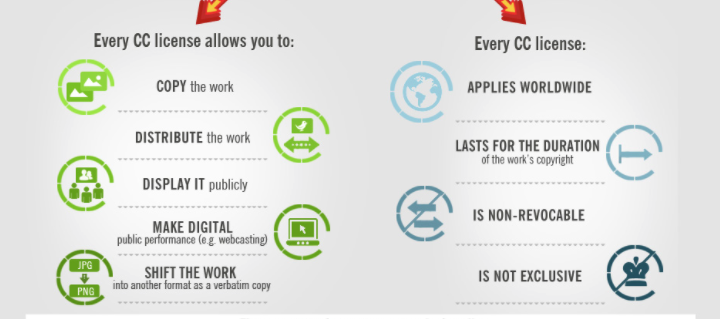 Every CC license allows you to:
COPY the work
DISTRIBUTE the work
DISPLAY IT publicly
MAKE DIGITAL
public performance (e.g. webcasting)
JPG
PNG
SHIFT THE WORK
into another format as a verbatim copy
Every CC license:
APPLIES WORLDWIDE
LASTS FOR THE DURATION
of the work's copyright
IS NON-REVOCABLE
IS NOT EXCLUSIVE